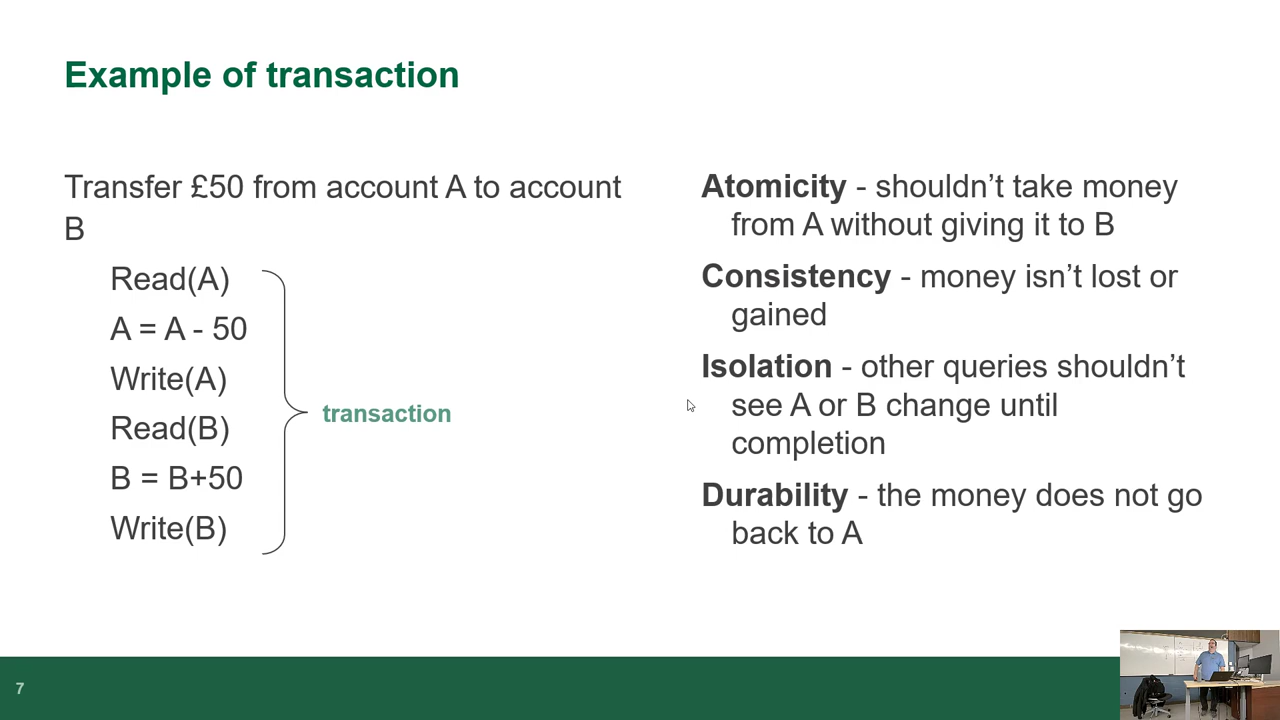 Example of transaction
Transfer £50 from account A to account
B
Read(A)
A = A - 50
Write(A)
Read(B)
B = B+50
Write(B)
transaction
Atomicity - shouldn’t take money
from A without giving it to B
Consistency - money isn’t lost or
gained
Isolation - other queries shouldn’t
see A or B change until
completion
Durability - the money does not go
back to A
7